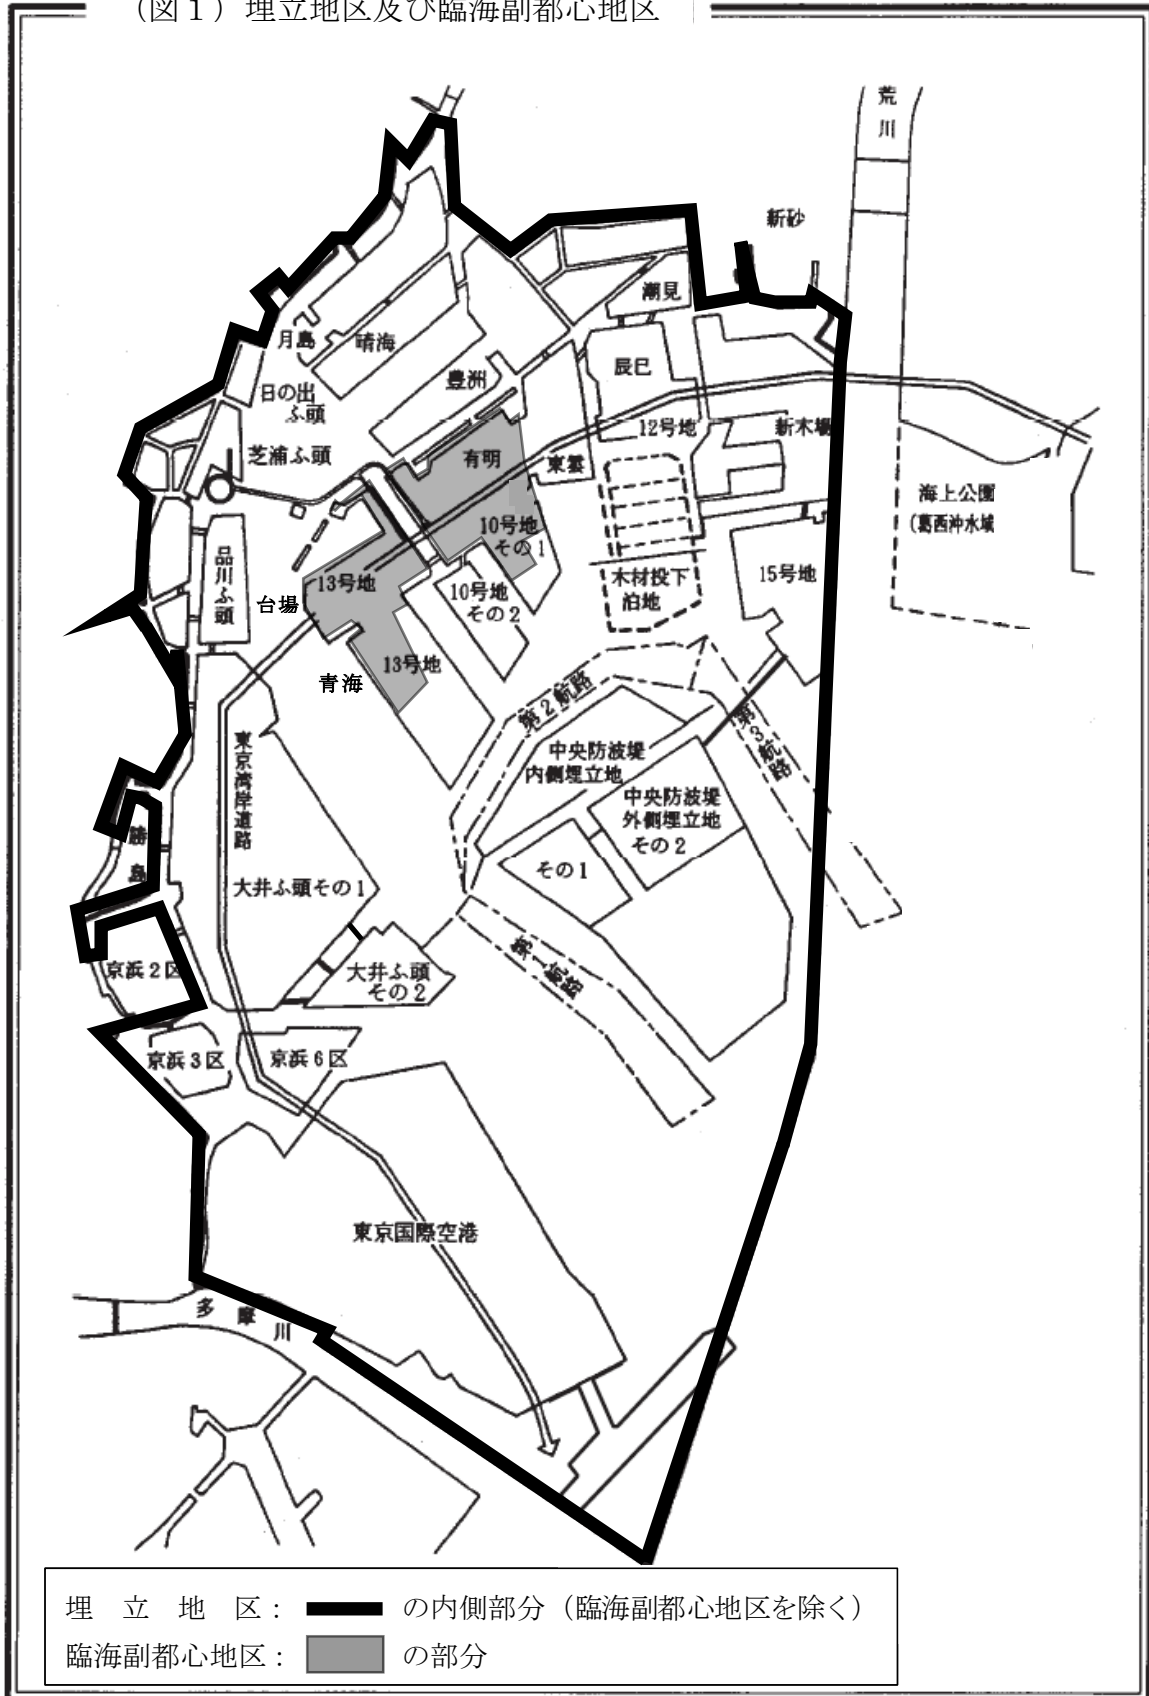 （図１）埋立地区及び臨海副都心地区
荒
川
新砂
潮見
月島
晴海
豊洲
辰巳
日の出
ふ頭
12号地
新木場
芝浦ふ頭
有明
東雲
海上公園
（葛西沖水域
10号地
その１
品川ふ頭
13号地
木材投下
泊地
15号地
台場
10号地
その２
13号地
青海
第２航路
第３航路
東京湾岸道路
中央防波堤
内側埋立地
中央防波堤
外側埋立地
その２
勝島
その１
大井ふ頭その１
第１航路
京浜２区
大井ふ頭
その２
京浜３区
京浜６区
東京国際空港
多摩川
埋立地区： の内側部分（臨海副都心地区を除く）
臨海副都心地区： の部分